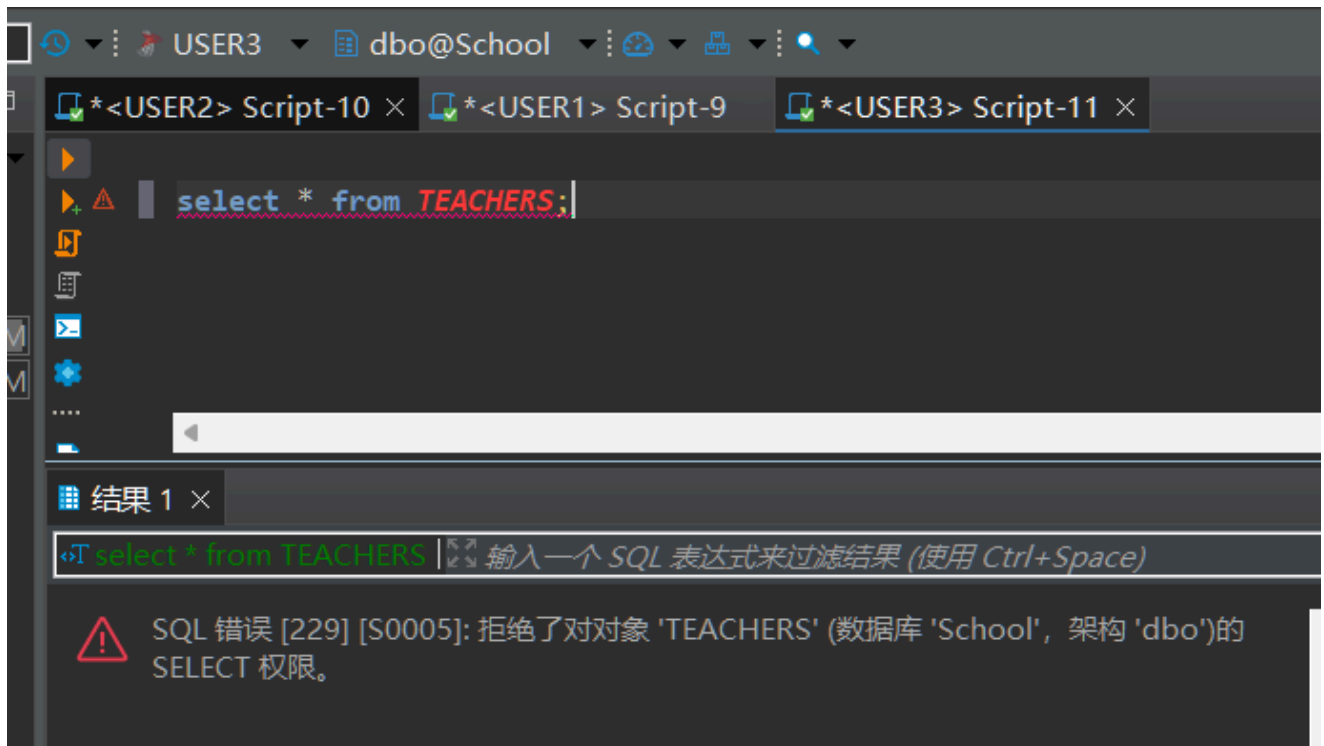 USER3 dbo@School
*<USER2> Script-10 *<USER1> Script-9 *<USER3> Script-11
select * from TEACHERS;
结果 1
select * from TEACHERS 输入一个 SQL 表达式来过滤结果 (使用 Ctrl+Space)
SQL 错误 [229] [S0005]: 拒绝了对对象 'TEACHERS' (数据库 'School'，架构 'dbo')的
SELECT 权限。